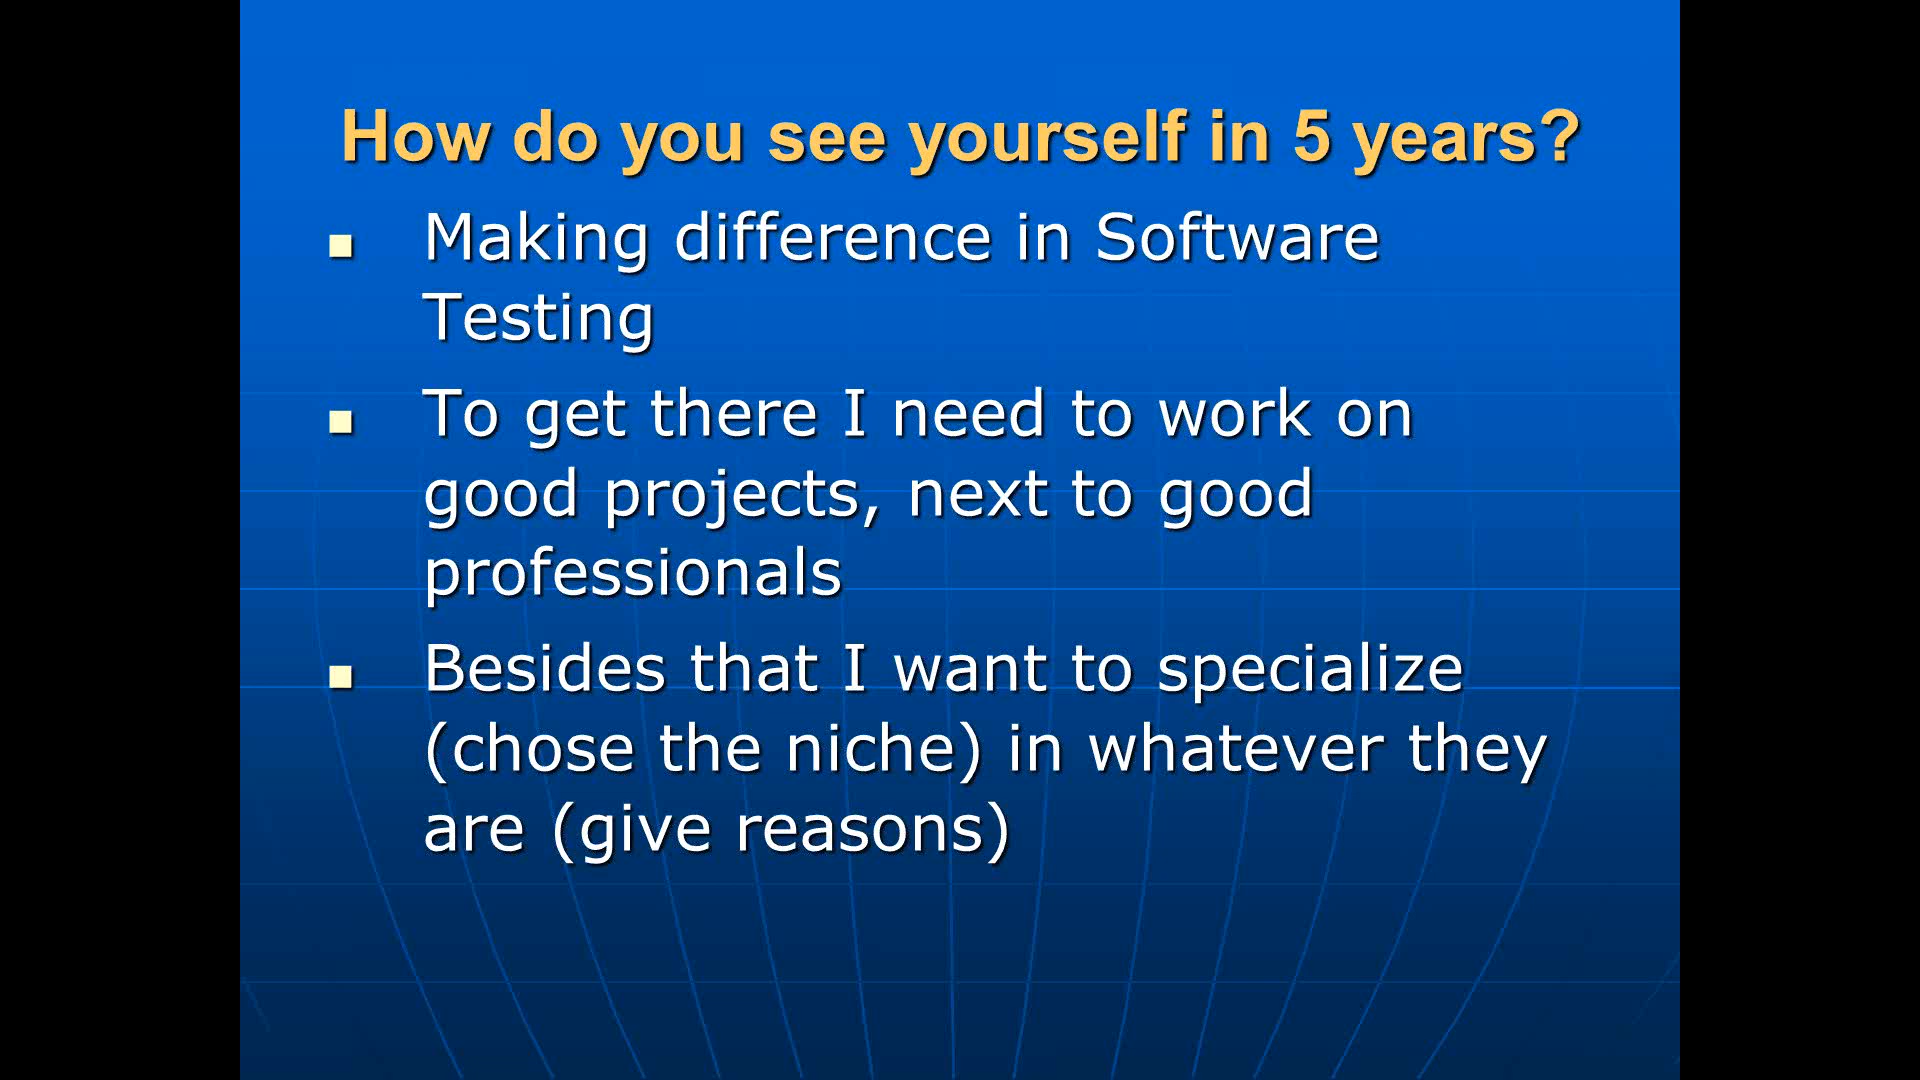 How do you see yourself in 5 years?
Making difference in Software
Testing
To get there I need to work on
good projects, next to good
professionals
Besides that I want to specialize
(chose the niche) in whatever they
are (give reasons)